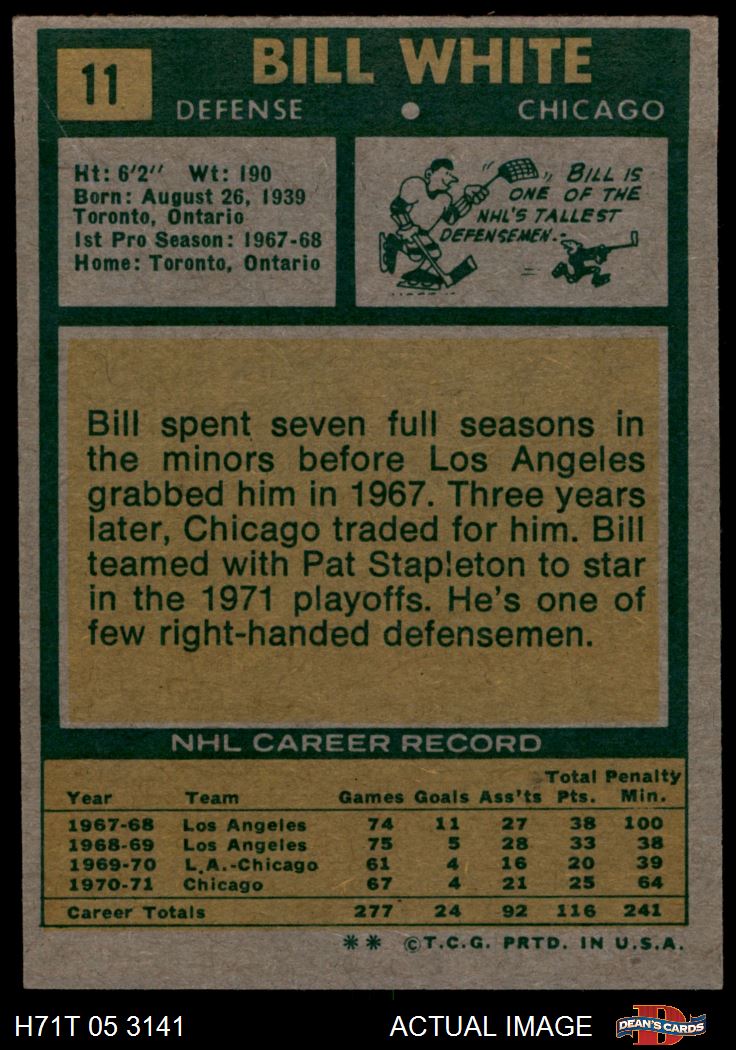 11
BILL WHITE
DEFENSE • CHICAGO
Ht: 6'2'' Wt: 190
Born: August 26, 1939
Toronto, Ontario
1st Pro Season: 1967-68
Home: Toronto, Ontario
BILL IS
ONE OF THE
NHL'S TALLEST
DEFENSEMEN.
Bill spent seven full seasons in
the minors before Los Angeles
grabbed him in 1967. Three years
later, Chicago traded for him. Bill
teamed with Pat Stapleton to star
in the 1971 playoffs. He's one of
few right-handed defensemen.
NHL CAREER RECORD
Year Team Games Goals Ass'ts Total Pts. Penalty Min.
1967-68 Los Angeles 74 11 27 38 100
1968-69 Los Angeles 75 5 28 33 38
1969-70 L.A.-Chicago 61 4 16 20 39
1970-71 Chicago 67 4 21 25 64
Career Totals 277 24 92 116 241
** ©T.C.G. PRTD. IN U.S.A.
H71T 05 3141 ACTUAL IMAGE DEAN'S CARDS